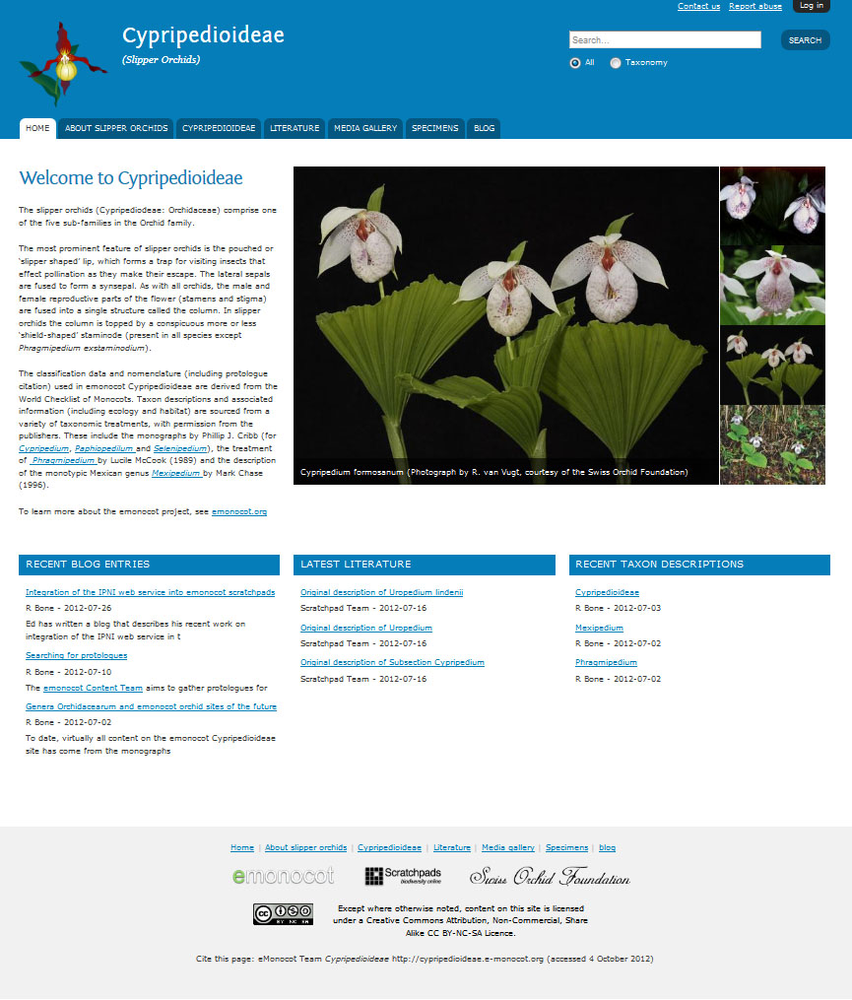 Contact us Report abuse Log in
Cypripedioideae
(Slipper Orchids)
Search...
SEARCH
All Taxonomy
HOME ABOUT SLIPPER ORCHIDS CYPRIPEDIOIDEAE LITERATURE MEDIA GALLERY SPECIMENS BLOG
Welcome to Cypripedioideae
The slipper orchids (Cypripediodeae: Orchidaceae) comprise one
of the five sub-families in the Orchid family.
The most prominent feature of slipper orchids is the pouched or
‘slipper shaped’ lip, which forms a trap for visiting insects that
effect pollination as they make their escape. The lateral sepals
are fused to form a synsepal. As with all orchids, the male and
female reproductive parts of the flower (stamens and stigma)
are fused into a single structure called the column. In slipper
orchids the column is topped by a conspicuous more or less
‘shield-shaped’ staminode (present in all species except
Phragmipedium exstaminodium).
The classification data and nomenclature (including protologue
citation) used in emonocot Cypripedioideae are derived from the
World Checklist of Monocots. Taxon descriptions and associated
information (including ecology and habitat) are sourced from a
variety of taxonomic treatments, with permission from the
publishers. These include the monographs by Phillip J. Cribb (for
Cypripedium, Paphiopedilum and Selenipedium), the treatment
of Phragmipedium by Lucile McCook (1989) and the description
of the monotypic Mexican genus Mexipedium by Mark Chase
(1996).
To learn more about the emonocot project, see emonocot.org
Cypripedium formosanum (Photograph by R. van Vugt, courtesy of the Swiss Orchid Foundation)
RECENT BLOG ENTRIES
Integration of the IPNI web service into emonocot scratchpads
R Bone - 2012-07-26
Ed has written a blog that describes his recent work on
integration of the IPNI web service in t
Searching for protologues
R Bone - 2012-07-10
The emonocot Content Team aims to gather protologues for
Genera Orchidacearum and emonocot orchid sites of the future
R Bone - 2012-07-02
To date, virtually all content on the emonocot Cypripedioideae
site has come from the monographs
LATEST LITERATURE
Original description of Uropedium lindenii
Scratchpad Team - 2012-07-16
Original description of Uropedium
Scratchpad Team - 2012-07-16
Original description of Subsection Cypripedium
Scratchpad Team - 2012-07-16
RECENT TAXON DESCRIPTIONS
Cypripedioideae
R Bone - 2012-07-03
Mexipedium
R Bone - 2012-07-02
Phragmipedium
R Bone - 2012-07-02
Home | About slipper orchids | Cypripedioideae | Literature | Media gallery | Specimens | blog
emonocot Scratchpads biodiversity online Swiss Orchid Foundation
cc BY NC SA
Except where otherwise noted, content on this site is licensed
under a Creative Commons Attribution, Non-Commercial, Share
Alike CC BY-NC-SA Licence.
Cite this page: eMonocot Team Cypripedioideae http://cypripedioideae.e-monocot.org (accessed 4 October 2012)